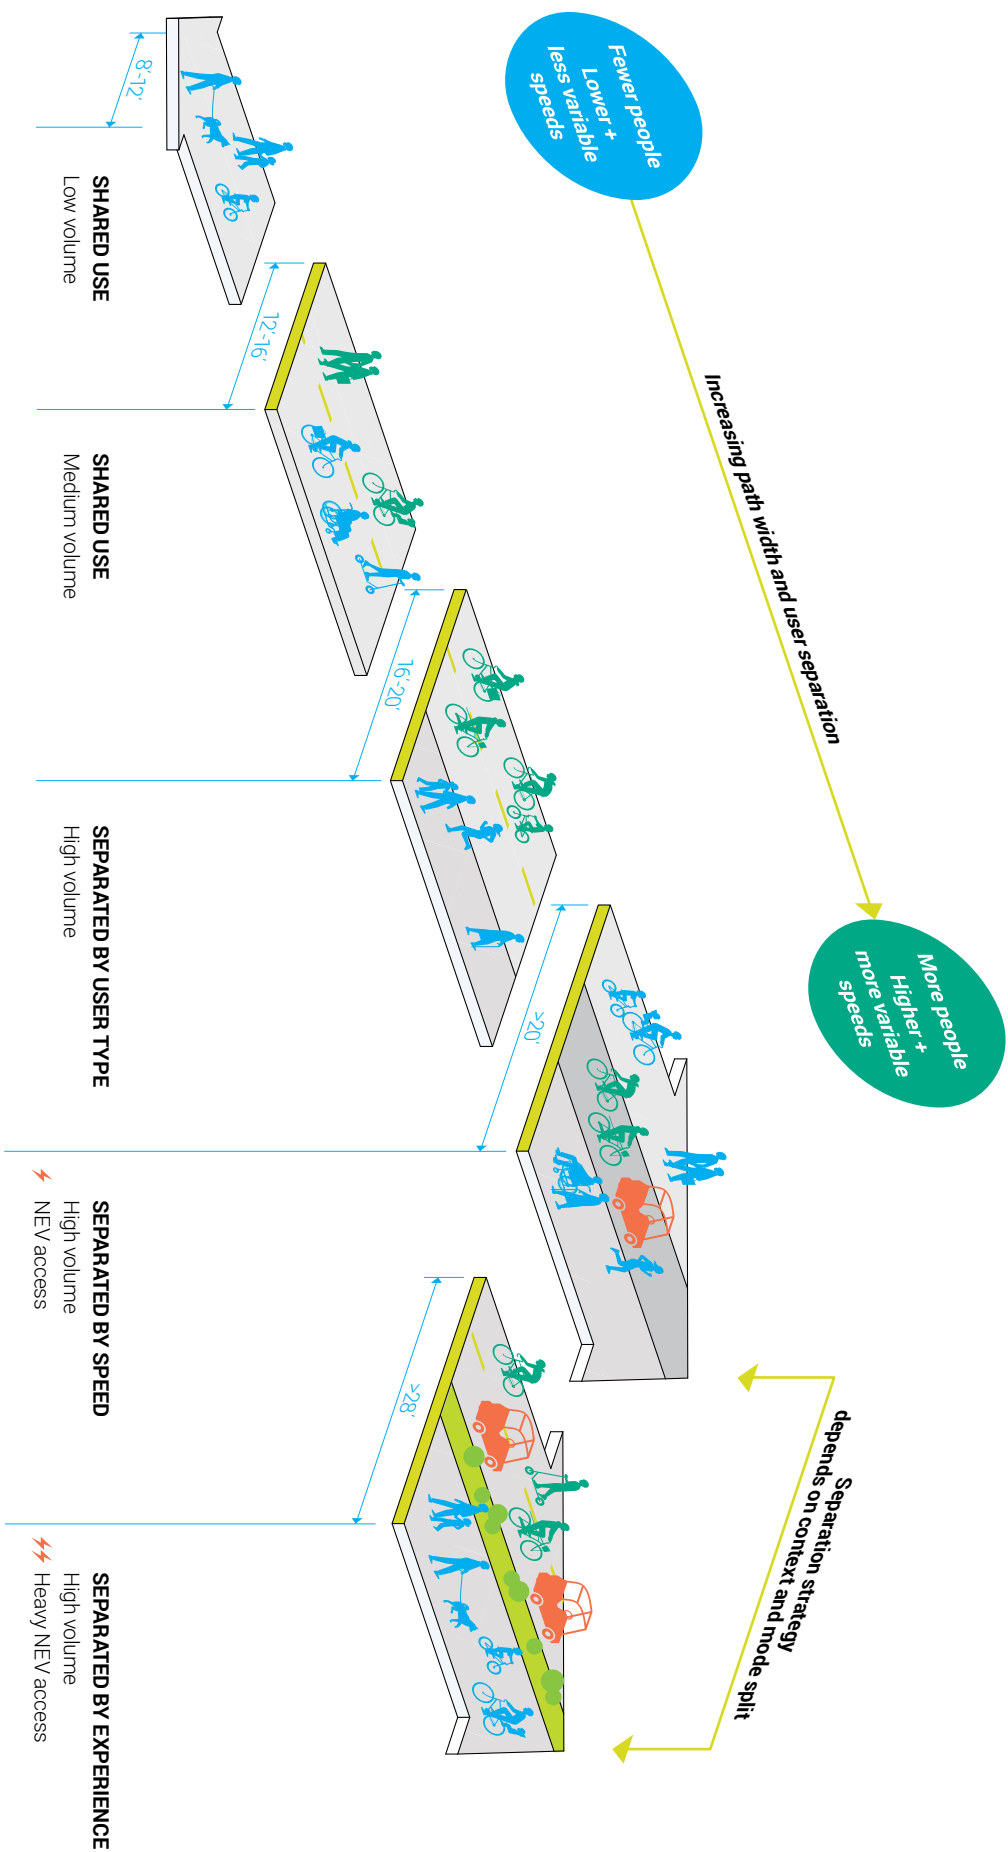 Fewer people
Lower +
less variable
speeds
Increasing path width and user separation
More people
Higher +
more variable
speeds
Separation strategy
depends on context and mode split
8'-12'
12'-16'
16'-20'
>20'
>28'
SHARED USE
Low volume
SHARED USE
Medium volume
SEPARATED BY USER TYPE
High volume
SEPARATED BY SPEED
High volume
NEV access
SEPARATED BY EXPERIENCE
High volume
Heavy NEV access